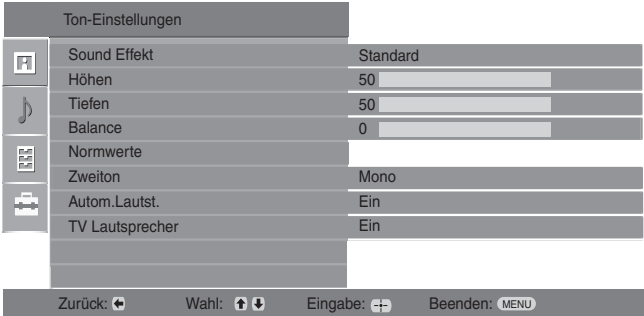 Ton-Einstellungen
Sound Effekt Standard
Höhen 50
Tiefen 50
Balance 0
Normwerte
Zweiton Mono
Autom.Lautst. Ein
TV Lautsprecher Ein
Zurück: Wahl: Eingabe: Beenden: MENU